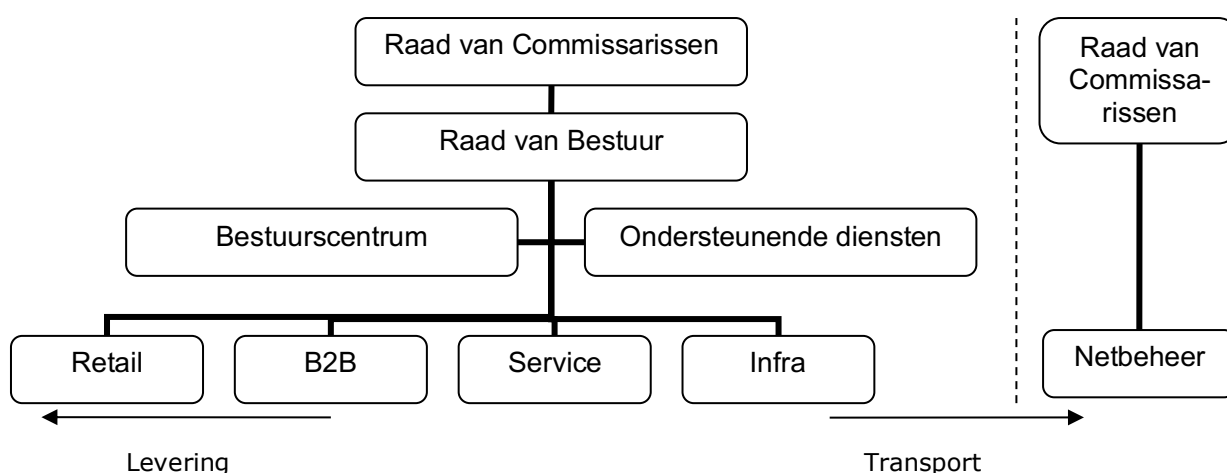 Raad van Commissarissen
Raad van
Commissa-
rissen
Raad van Bestuur
Bestuurscentrum
Ondersteunende diensten
Retail
B2B
Service
Infra
Netbeheer
Levering
Transport